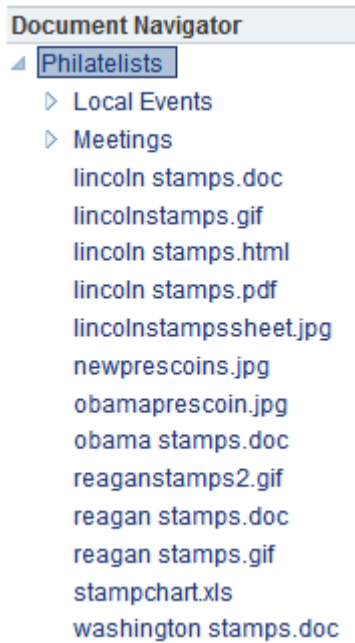 Document Navigator
Philatelists
Local Events
Meetings
lincoln stamps.doc
lincolnstamps.gif
lincoln stamps.html
lincoln stamps.pdf
lincolnstampssheet.jpg
newprescoins.jpg
obamaprescoin.jpg
obama stamps.doc
reaganstamps2.gif
reagan stamps.doc
reagan stamps.gif
stampchart.xls
washington stamps.doc